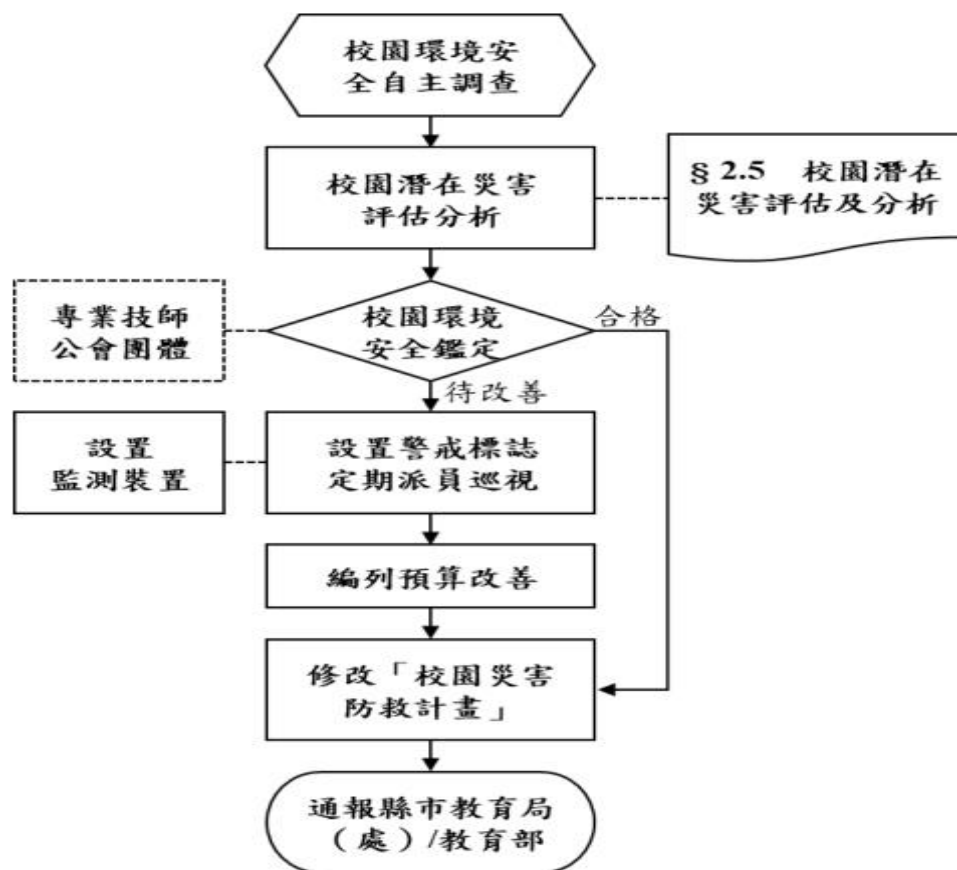 校園環境安
全自主調查
校園潛在災害
評估分析
§ 2.5 校園潛在
災害評估及分析
專業技師
公會團體
校園環境
安全鑑定
合格
待改善
設置
監測裝置
設置警戒標誌
定期派員巡視
編列預算改善
修改「校園災害
防救計畫」
通報縣市教育局
（處）/教育部